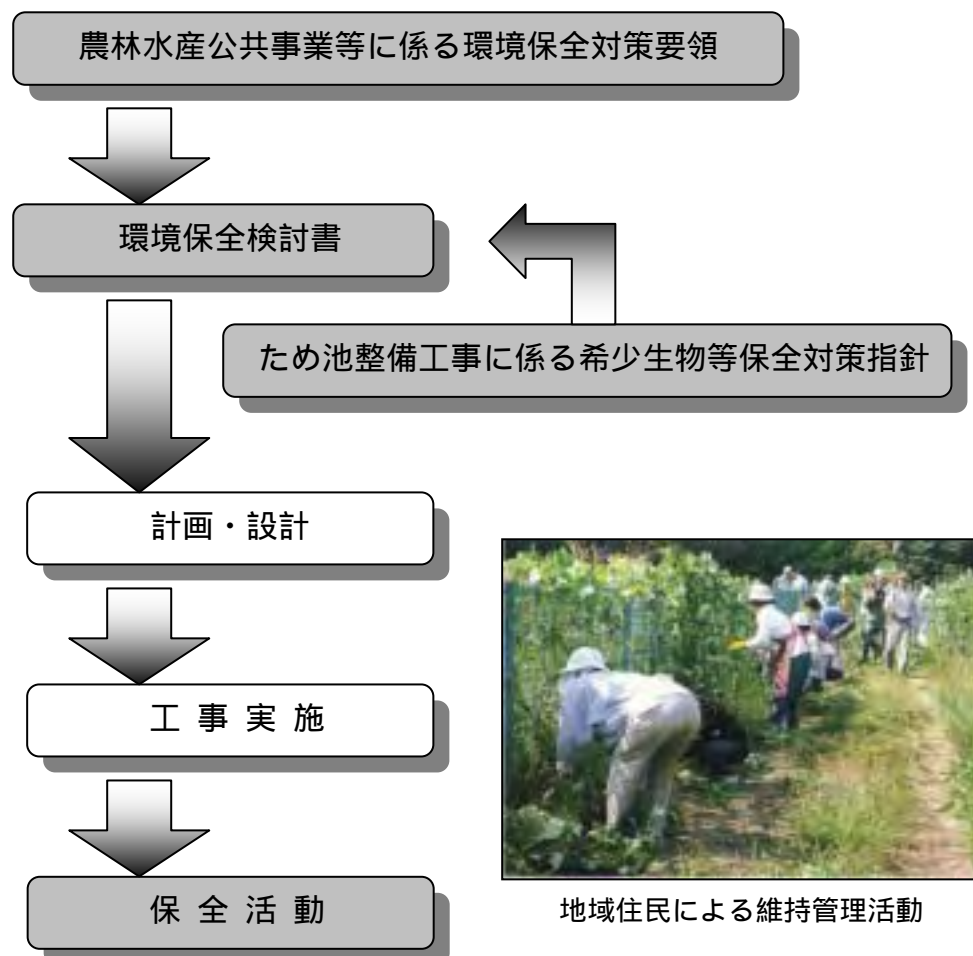 農林水産公共事業等に係る環境保全対策要領
環境保全検討書
ため池整備工事に係る希少生物等保全対策指針
計画・設計
工 事 実 施
保 全 活 動
地域住民による維持管理活動